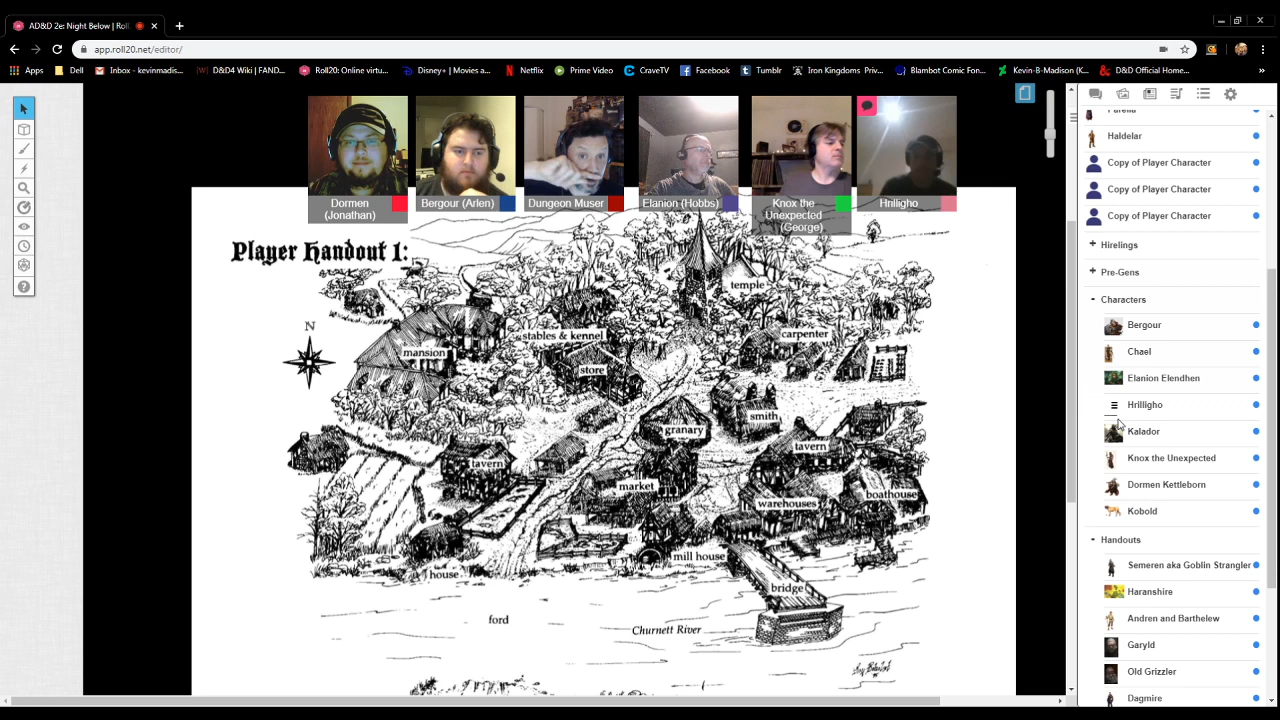 AD&D 2e: Night Below | Roll
app.roll20.net/editor/
Apps
Dell
Inbox - kevinmadis...
D&D4 Wiki | FAND...
Roll20: Online virtu...
Disney+ | Movies a...
Netflix
Prime Video
CraveTV
Facebook
Tumblr
Iron Kingdoms Priv...
Blambot Comic Fon...
Kevin-B-Madison (K...
D&D Official Home...
»
Dormen
(Jonathan)
Bergour (Arlen)
Dungeon Muser
Elanion (Hobbs)
Knox the
Unexpected
(George)
Hriligho
Player Handout 1:
N
temple
stables & kennel
carpenter
mansion
store
smith
granary
tavern
tavern
market
boathouse
warehouses
mill house
house
bridge
ford
Churnett River
Haldelar
Copy of Player Character
Copy of Player Character
Copy of Player Character
+ Hirelings
+ Pre-Gens
- Characters
Bergour
Chael
Elanion Elendhen
Hrilligho
Kalador
Knox the Unexpected
Dormen Kettleborn
Kobold
- Handouts
Semeren aka Goblin Strangler
Haranshire
Andren and Barthelew
Garyld
Old Grizzler
Dagmire